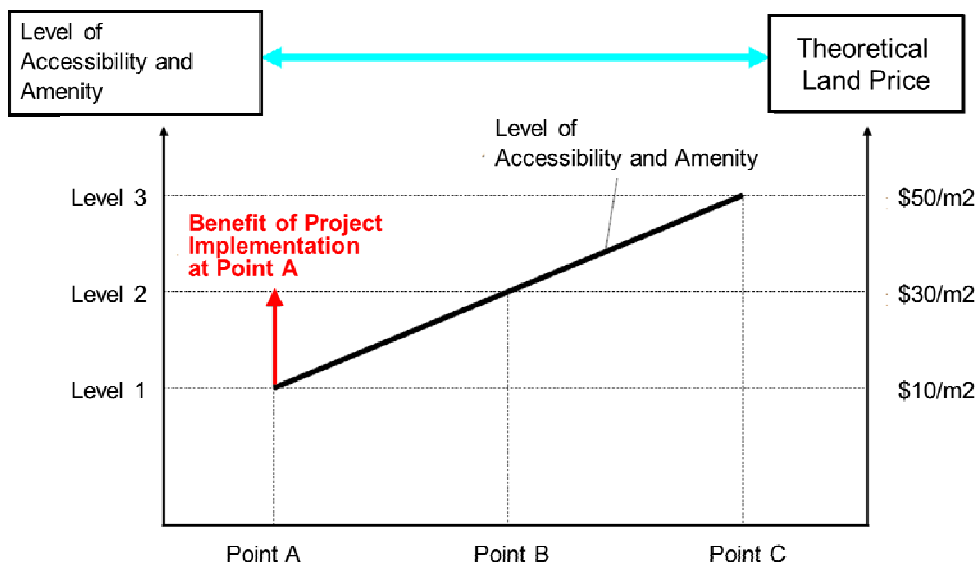 Level of
Accessibility and
Amenity
Theoretical
Land Price
Level of
Accessibility and Amenity
Level 3
$50/m2
Benefit of Project
Implementation
at Point A
Level 2
$30/m2
Level 1
$10/m2
Point A
Point B
Point C